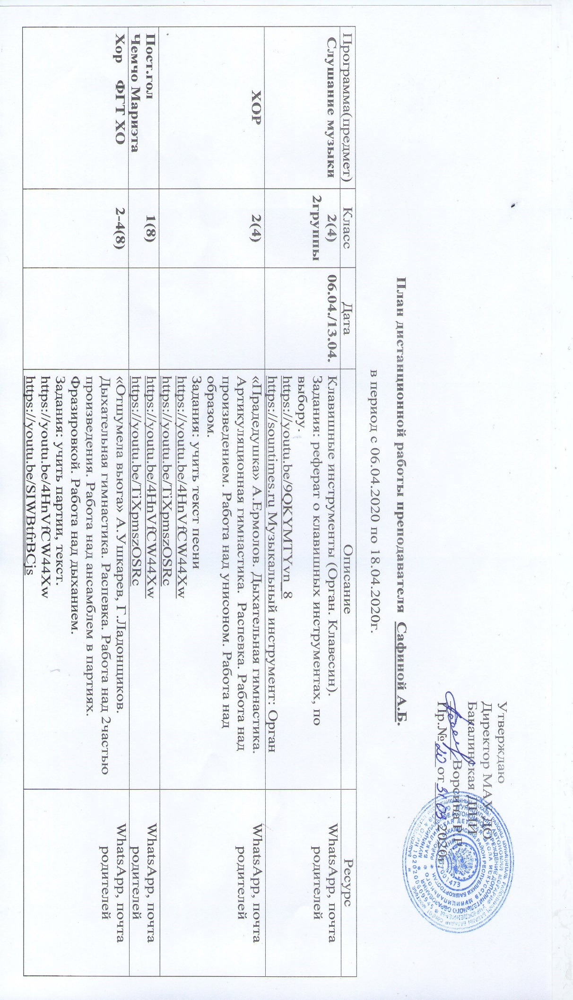 Утверждаю
Директор МАУ ДО
Бакалинская ДШИ
Ворсина Р.Р
Пр.№ 20 от 31.03 2020г
План дистанционной работы преподавателя Сафиной А.Б.
в период с 06.04.2020 по 18.04.2020г.
Программа(предмет) Класс Дата Описание Ресурс
Слушание музыки 2(4) 06.04./13.04. Клавишные инструменты (Орган. Клавесин). WhatsApp, почта
2группы Задания: реферат о клавишных инструментах, по родителей
выбору.
https://youtu.be/9QKYMTYvn_8
https://sountimes.ru Музыкальный инструмент: Орган
ХОР 2(4) «Прадедушка» А.Ермолов. Дыхательная гимнастика. WhatsApp, почта
Артикуляционная гимнастика. Распевка. Работа над родителей
произведением. Работа над унисоном. Работа над
образом.
Задания: учить текст песни
https://youtu.be/4HnVfCW44Xw
https://youtu.be/TiXpmszOSRc
Пост.гол 1(8) https://youtu.be/4HnVfCW44Xw WhatsApp, почта
Чемчо Мариэта https://youtu.be/TiXpmszOSRc родителей
Хор ФГТ ХО 2-4(8) «Отшумела вьюга» А.Ушкарев, Г.Ладонщиков. WhatsApp, почта
Дыхательная гимнастика. Распевка. Работа над 2частью родителей
произведения. Работа над ансамблем в партиях.
Фразировкой. Работа над дыханием.
Задания: учить партии, текст.
https://youtu.be/4HnVfCW44Xw
https://youtu.be/SIWBtfrBCjs